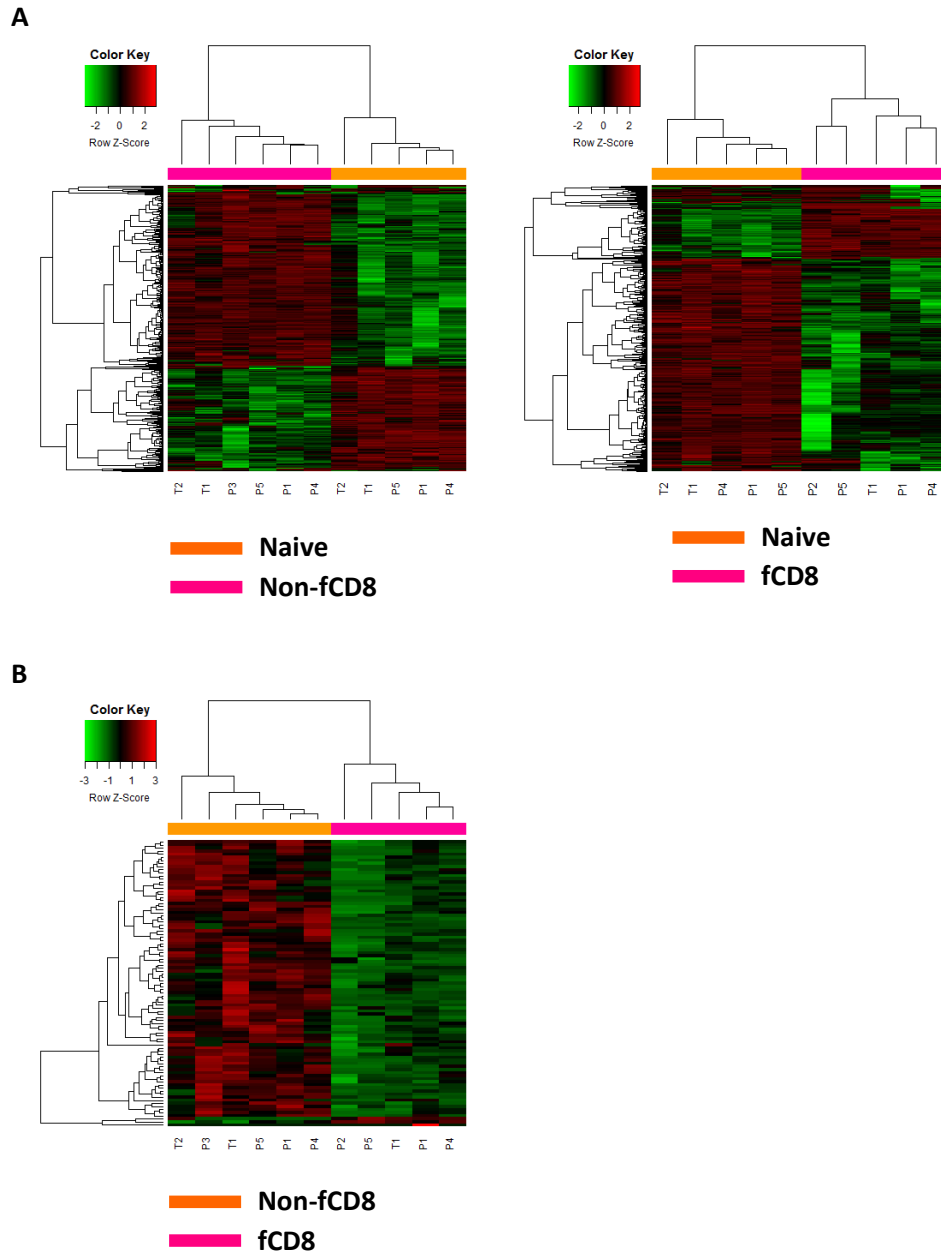 A
Color Key
-2 0 2
Row Z-Score
T2 T1 P3 P5 P1 P4 T2 T1 P5 P1 P4
Naive
Non-fCD8
Color Key
-2 0 2
Row Z-Score
T2 T1 P4 P1 P5 P2 P5 T1 P1 P4
Naive
fCD8
B
Color Key
-3 -1 1 3
Row Z-Score
T2 P3 T1 P5 P1 P4 P2 P5 T1 P1 P4
Non-fCD8
fCD8